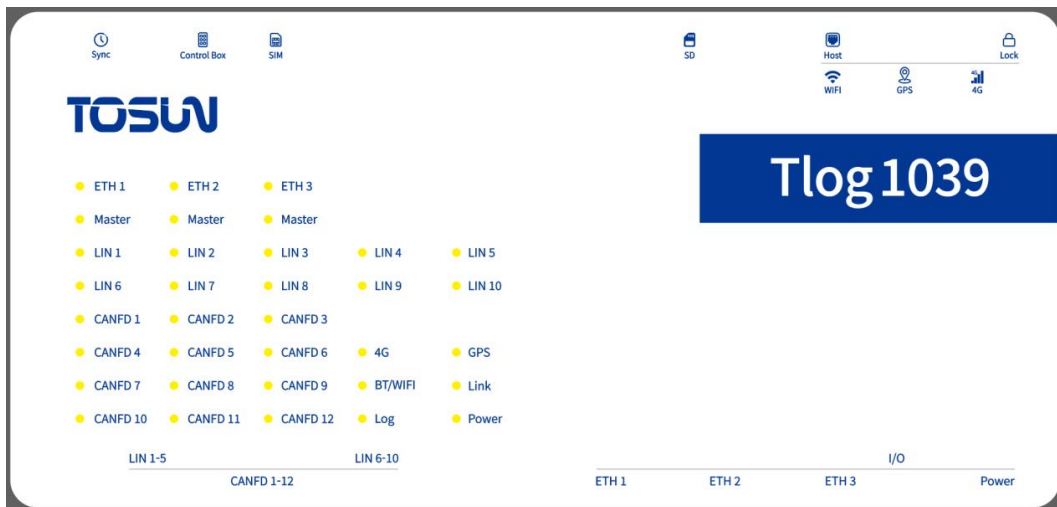 Sync Control Box SIM SD Host Lock
WIFI GPS 4G 4G
TOSUN
Tlog 1039
ETH 1 ETH 2 ETH 3
Master Master Master
LIN 1 LIN 2 LIN 3 LIN 4 LIN 5
LIN 6 LIN 7 LIN 8 LIN 9 LIN 10
CANFD 1 CANFD 2 CANFD 3
CANFD 4 CANFD 5 CANFD 6 4G GPS
CANFD 7 CANFD 8 CANFD 9 BT/WIFI Link
CANFD 10 CANFD 11 CANFD 12 Log Power
LIN 1-5 LIN 6-10 I/O
CANFD 1-12 ETH 1 ETH 2 ETH 3 Power